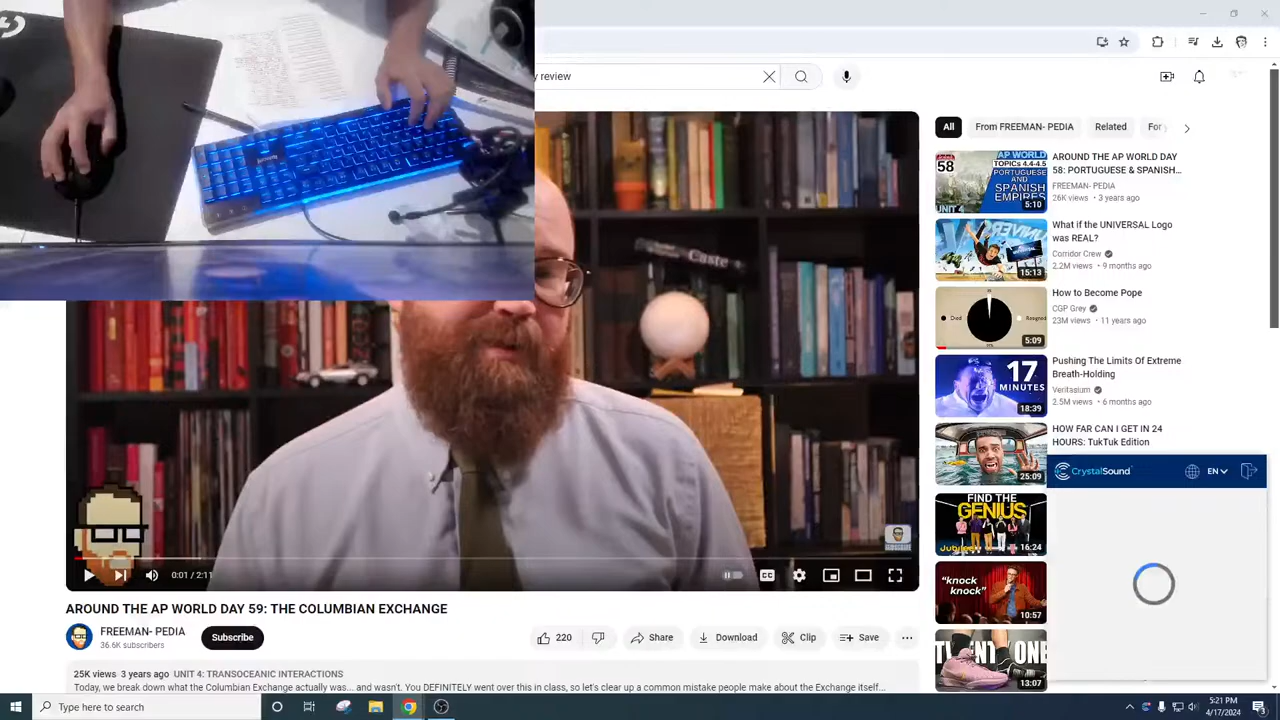 y review
Caste
0:01 / 2:11
CC
AROUND THE AP WORLD DAY 59: THE COLUMBIAN EXCHANGE
FREEMAN- PEDIA
36.6K subscribers
Subscribe
220
Share
Download
Clip
Save
25K views 3 years ago UNIT 4: TRANSOCEANIC INTERACTIONS
Today, we break down what the Columbian Exchange actually was... and wasn't. You DEFINITELY went over this in class, so let's clear up a common mistake people make about the Exchange itself...
All
From FREEMAN- PEDIA
Related
For
58
AP WORLD
TOPICS 4.4-4.5
PORTUGUESE
AND
SPANISH
EMPIRES
UNIT 4
5:10
AROUND THE AP WORLD DAY
58: PORTUGUESE & SPANISH...
FREEMAN- PEDIA
26K views • 3 years ago
15:13
What if the UNIVERSAL Logo
was REAL?
Corridor Crew
2.2M views • 9 months ago
Died
Resigned
5:09
How to Become Pope
CGP Grey
23M views • 11 years ago
17
MINUTES
18:39
Pushing The Limits Of Extreme
Breath-Holding
Veritasium
2.5M views • 6 months ago
25:09
HOW FAR CAN I GET IN 24
HOURS: TukTuk Edition
FIND THE
GENIUS
Jubilee
16:24
"knock
knock"
10:57
TWENTY ONE
13:07
CrystalSound
EN
Type here to search
5:21 PM
4/17/2024